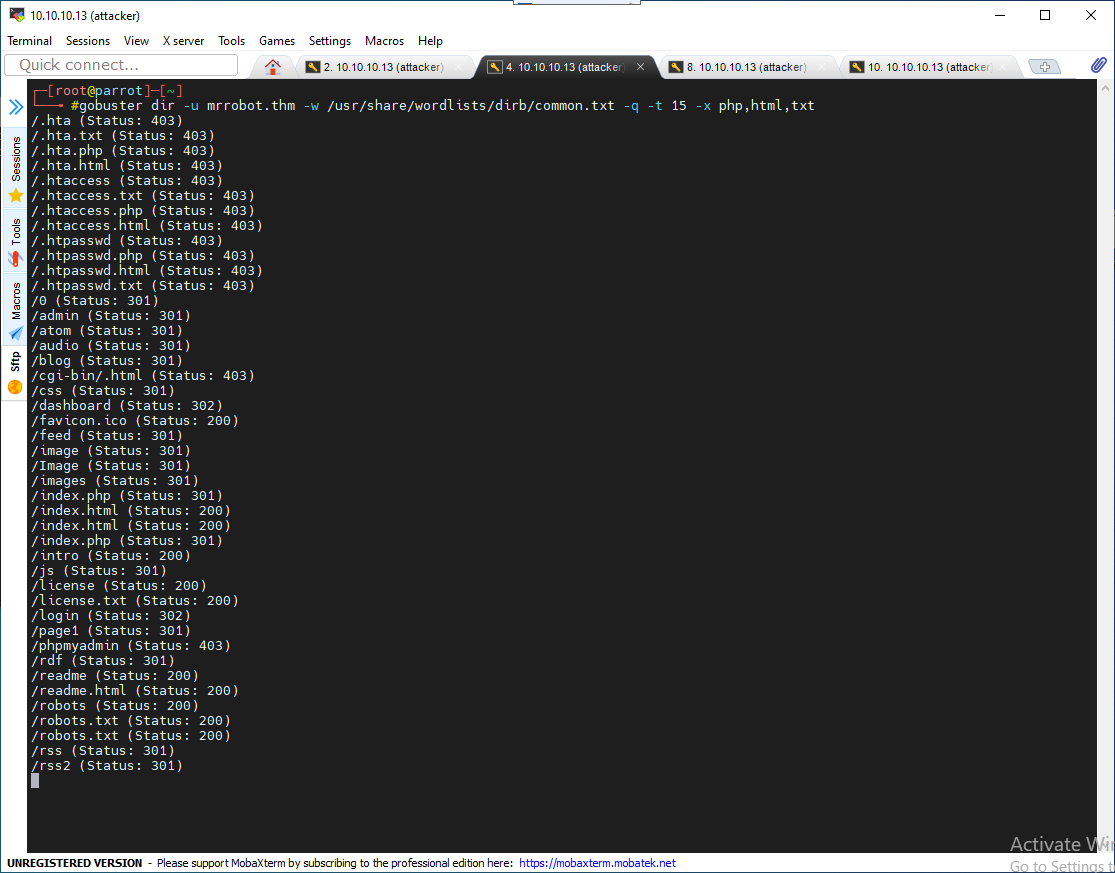 10.10.10.13 (attacker)
Terminal Sessions View X server Tools Games Settings Macros Help
Quick connect...
2. 10.10.10.13 (attacker)
4. 10.10.10.13 (attacker
8. 10.10.10.13 (attacker)
10. 10.10.10.13 (attacker)
Sessions
Tools
Macros
Sftp
┌─[root@parrot]─[~]
└──╼ #gobuster dir -u mrrobot.thm -w /usr/share/wordlists/dirb/common.txt -q -t 15 -x php,html,txt
/.hta (Status: 403)
/.hta.txt (Status: 403)
/.hta.php (Status: 403)
/.hta.html (Status: 403)
/.htaccess (Status: 403)
/.htaccess.txt (Status: 403)
/.htaccess.php (Status: 403)
/.htaccess.html (Status: 403)
/.htpasswd (Status: 403)
/.htpasswd.php (Status: 403)
/.htpasswd.html (Status: 403)
/.htpasswd.txt (Status: 403)
/0 (Status: 301)
/admin (Status: 301)
/atom (Status: 301)
/audio (Status: 301)
/blog (Status: 301)
/cgi-bin/.html (Status: 403)
/css (Status: 301)
/dashboard (Status: 302)
/favicon.ico (Status: 200)
/feed (Status: 301)
/image (Status: 301)
/Image (Status: 301)
/images (Status: 301)
/index.php (Status: 301)
/index.html (Status: 200)
/index.html (Status: 200)
/index.php (Status: 301)
/intro (Status: 200)
/js (Status: 301)
/license (Status: 200)
/license.txt (Status: 200)
/login (Status: 302)
/page1 (Status: 301)
/phpmyadmin (Status: 403)
/rdf (Status: 301)
/readme (Status: 200)
/readme.html (Status: 200)
/robots (Status: 200)
/robots.txt (Status: 200)
/robots.txt (Status: 200)
/rss (Status: 301)
/rss2 (Status: 301)
Activate Wi
Go to Settings t
UNREGISTERED VERSION - Please support MobaXterm by subscribing to the professional edition here: https://mobaxterm.mobatek.net